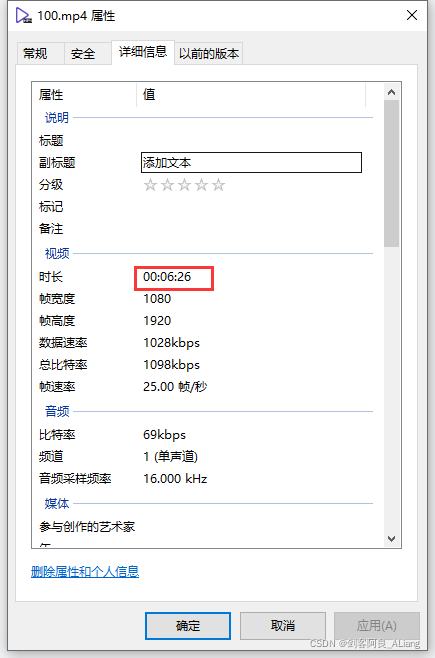 100.mp4 属性
常规 安全 详细信息 以前的版本
属性 值
说明
标题
副标题 添加文本
分级
标记
备注
视频
时长 00:06:26
帧宽度 1080
帧高度 1920
数据速率 1028kbps
总比特率 1098kbps
帧速率 25.00 帧/秒
音频
比特率 69kbps
频道 1 (单声道)
音频采样频率 16.000 kHz
媒体
参与创作的艺术家
删除属性和个人信息
确定 取消 应用(A)
CSDN @剑客阿良_ALiang